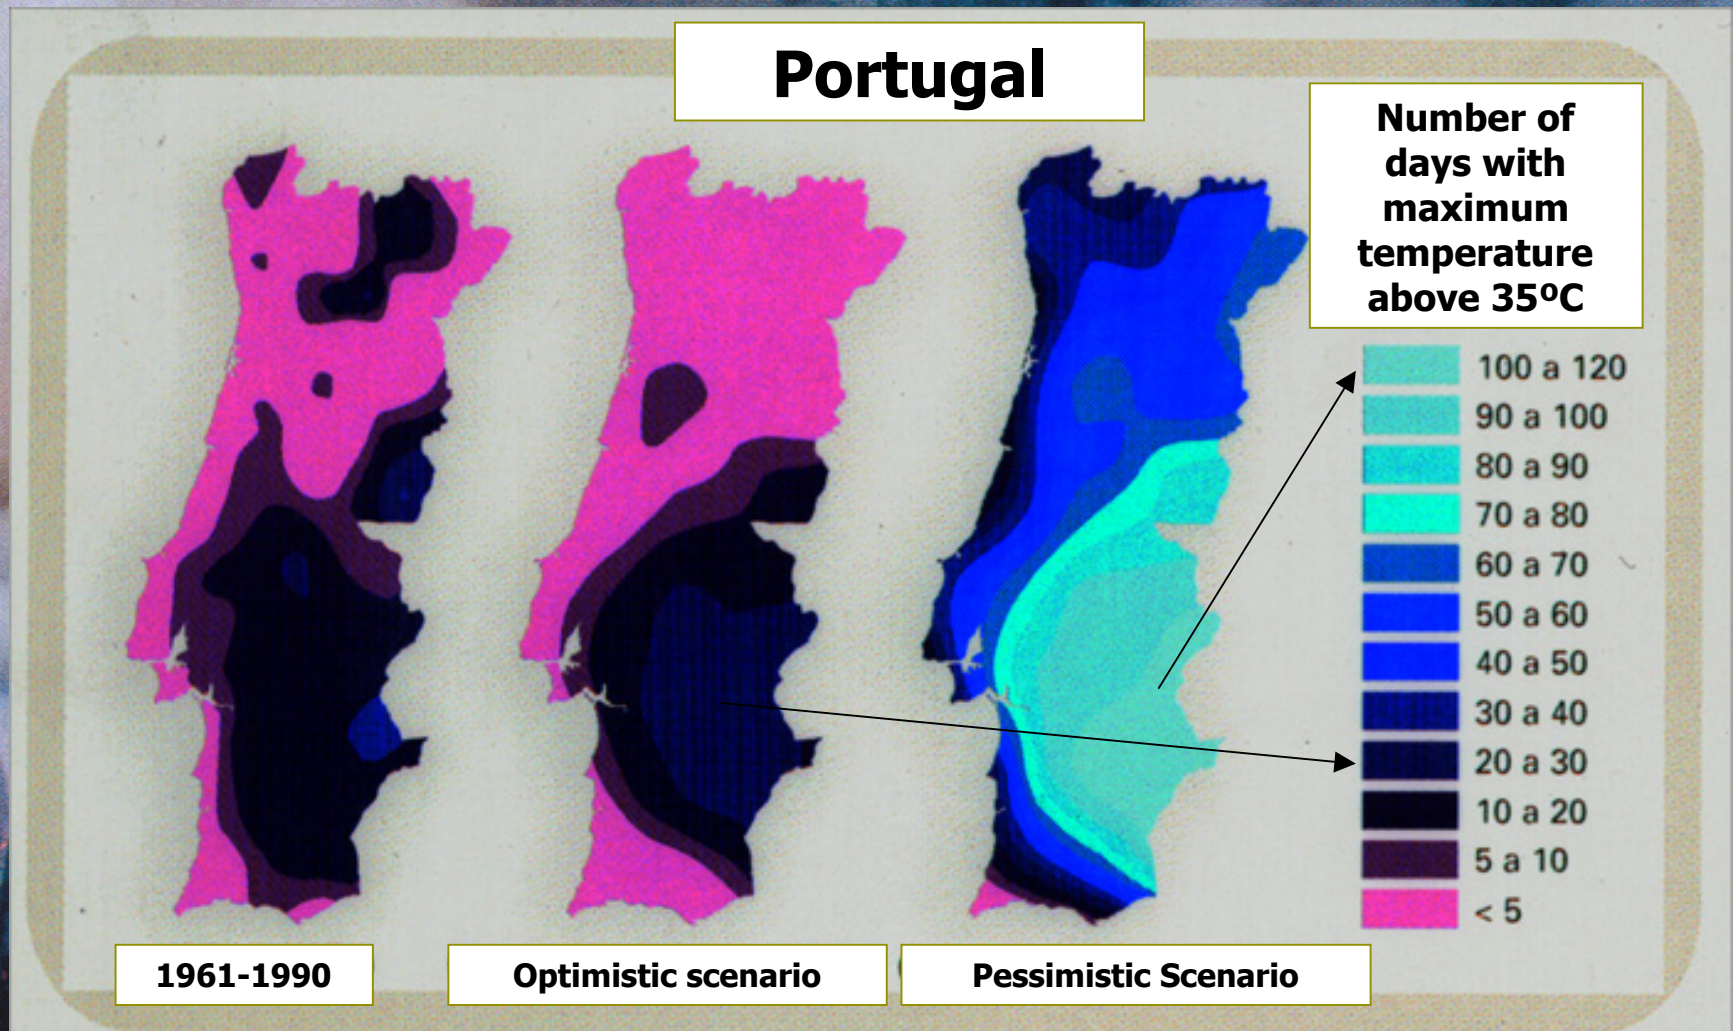 Portugal
Number of
days with
maximum
temperature
above 35ºC
100 a 120
90 a 100
80 a 90
70 a 80
60 a 70
50 a 60
40 a 50
30 a 40
20 a 30
10 a 20
5 a 10
< 5
1961-1990
Optimistic scenario
Pessimistic Scenario